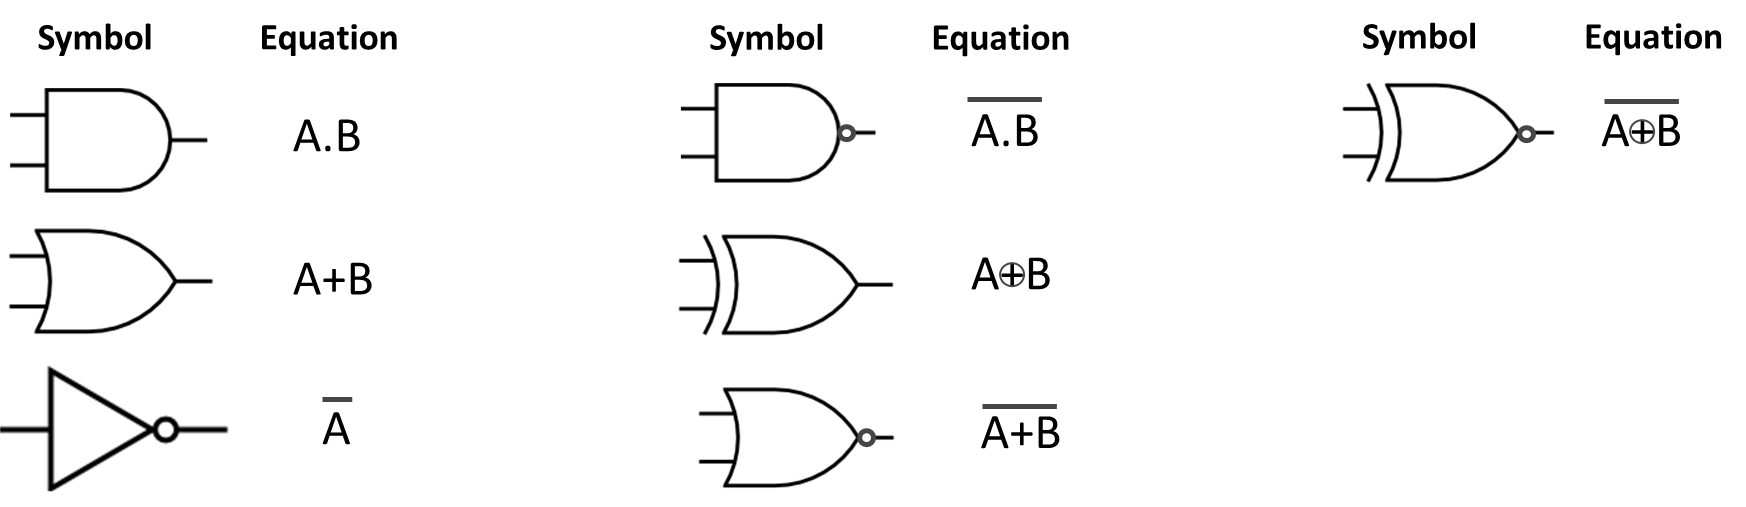 Symbol Equation
A.B
A+B
A̅
Symbol Equation
A̅.̅B̅
A⊕B
A̅+̅B̅
Symbol Equation
A̅⊕̅B̅